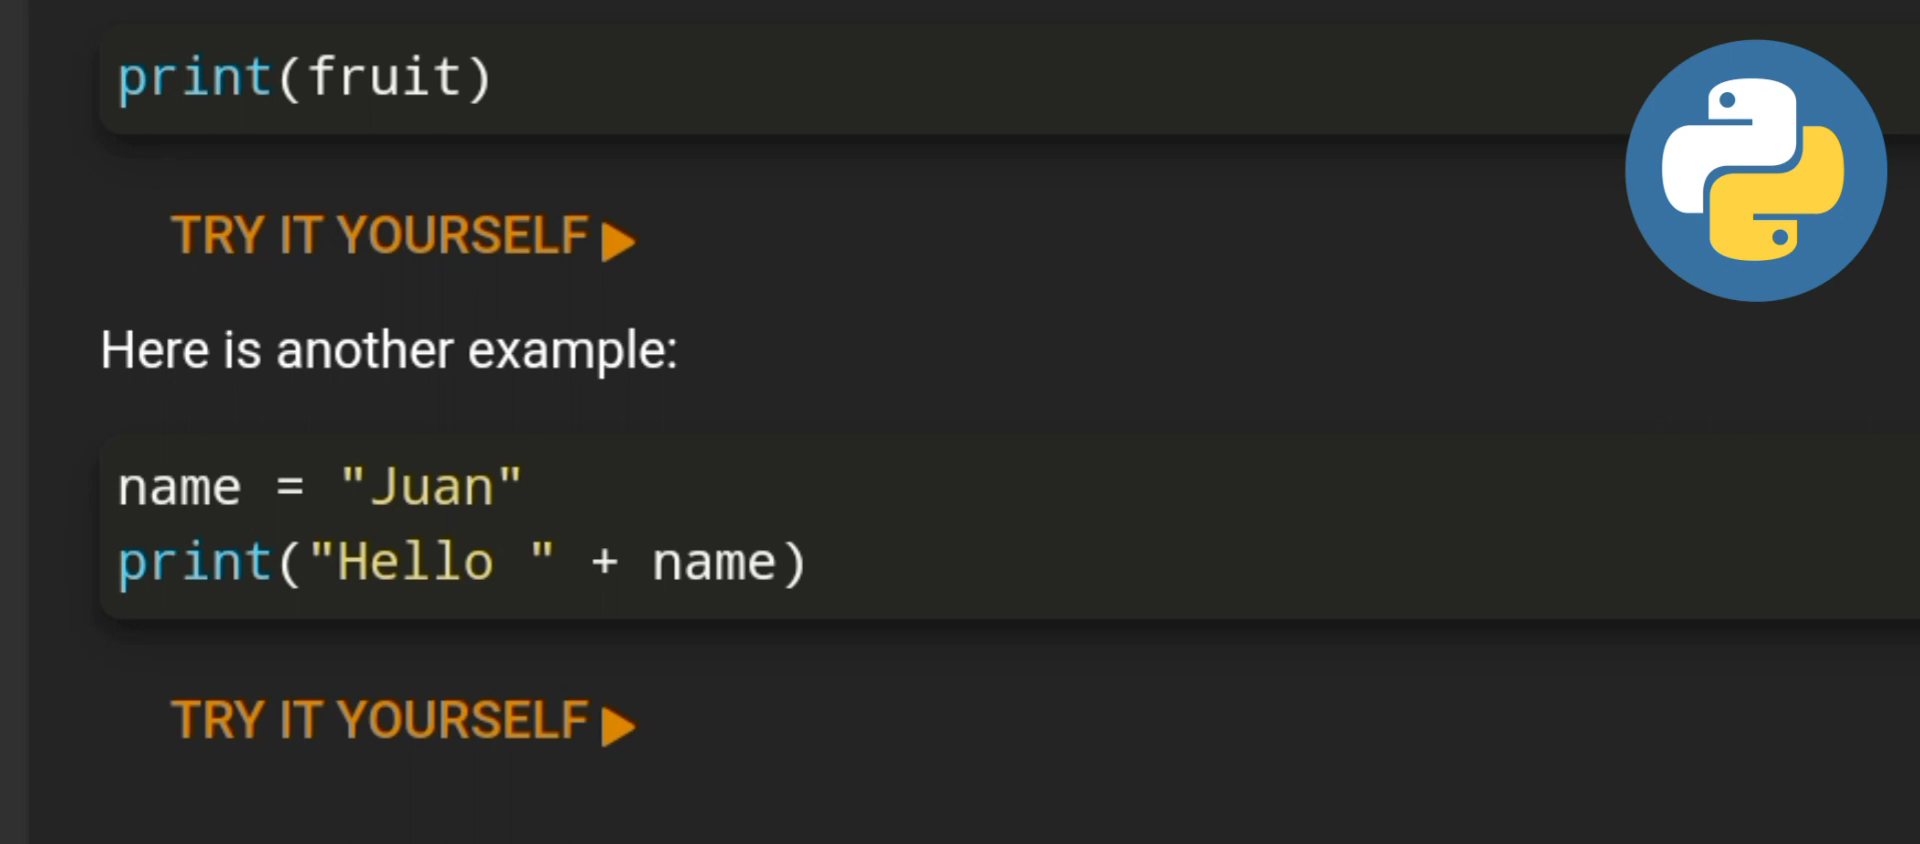 print(fruit)
TRY IT YOURSELF
Here is another example:
name = "Juan"
print("Hello " + name)
TRY IT YOURSELF